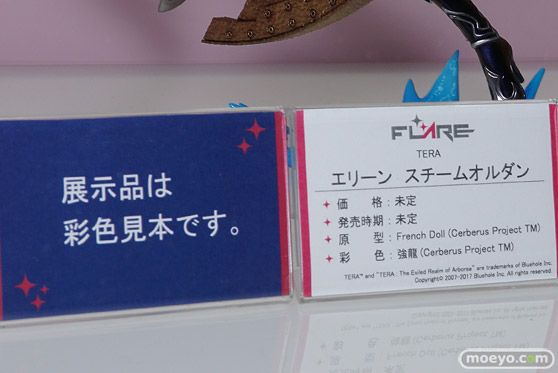 展示品は
彩色見本です。
FLARE
TERA
エリーン　スチームオルダン
価　　格：未定
発売時期：未定
原　　型：French Doll (Cerberus Project TM)
彩　　色：強龍 (Cerberus Project TM)
TERA™ and "TERA : The Exiled Realm of Arborea" are trademarks of Bluehole Inc.
Copyright© 2007-2017 Bluehole Inc. All rights reserved.
moeyo.com